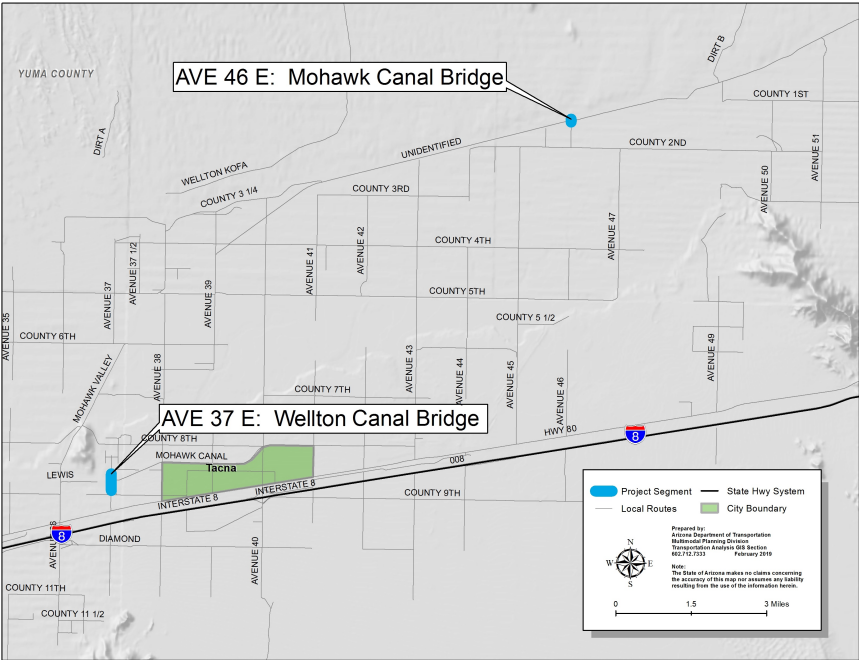 YUMA COUNTY
DIRT B
AVE 46 E: Mohawk Canal Bridge
COUNTY 1ST
DIRT A
UNIDENTIFIED
COUNTY 2ND
AVENUE 51
WELLTON KOFA
AVENUE 50
COUNTY 3 1/4
COUNTY 3RD
AVENUE 47
AVENUE 42
AVENUE 37 1/2
AVENUE 41
COUNTY 4TH
AVENUE 37
AVENUE 39
COUNTY 5TH
AVENUE 35
COUNTY 5 1/2
COUNTY 6TH
AVENUE 49
AVENUE 38
AVENUE 43
AVENUE 44
AVENUE 45
AVENUE 46
MOHAWK VALLEY
COUNTY 7TH
AVE 37 E: Wellton Canal Bridge
COUNTY 8TH
HWY 80
8
MOHAWK CANAL
008
LEWIS
Tacna
INTERSTATE 8
INTERSTATE 8
COUNTY 9TH
8
DIAMOND
AVENUE 40
COUNTY 11TH
COUNTY 11 1/2
Project Segment
State Hwy System
Local Routes
City Boundary
Prepared by:
Arizona Department of Transportation
Multimodal Planning Division
Transportation Analysis GIS Section
602.712.7333 February 2019
N
W E
S
Note:
The State of Arizona makes no claims concerning
the accuracy of this map nor assumes any liability
resulting from the use of the information herein.
0 1.5 3 Miles